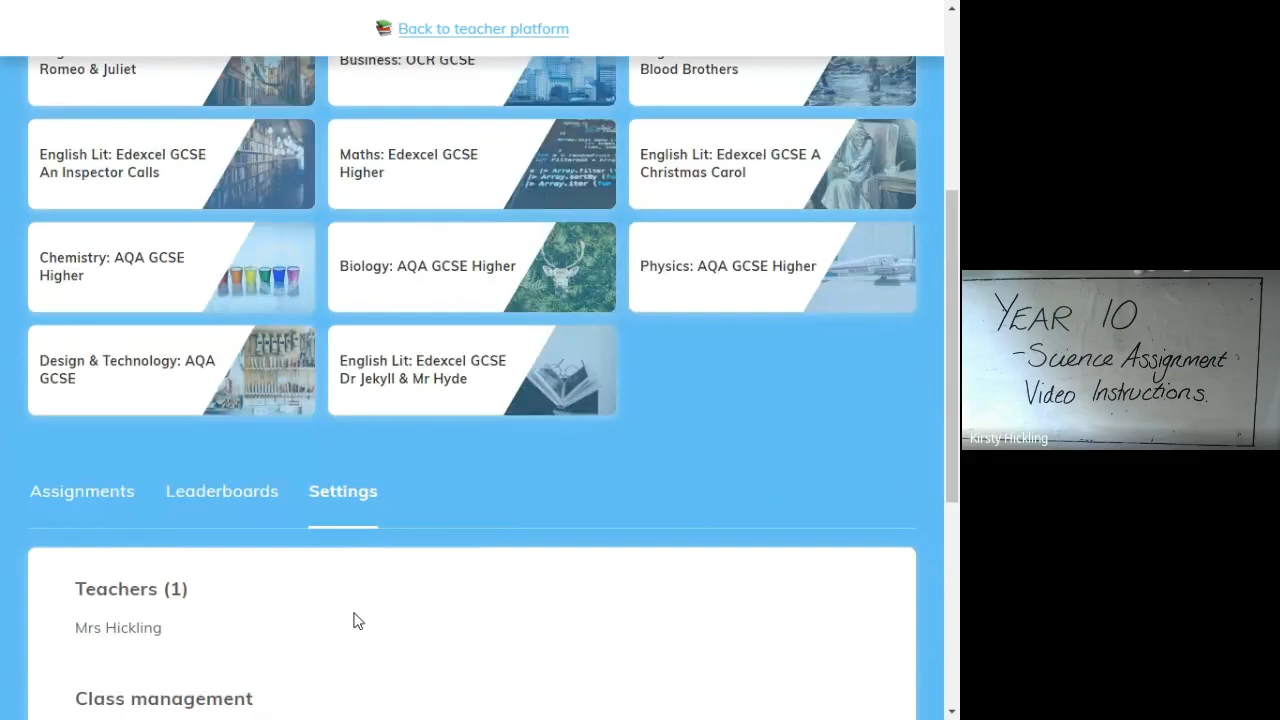 Back to teacher platform
Romeo & Juliet
Business: OCR GCSE
Blood Brothers
English Lit: Edexcel GCSE
An Inspector Calls
Maths: Edexcel GCSE
Higher
English Lit: Edexcel GCSE A
Christmas Carol
Chemistry: AQA GCSE
Higher
Biology: AQA GCSE Higher
Physics: AQA GCSE Higher
Design & Technology: AQA
GCSE
English Lit: Edexcel GCSE
Dr Jekyll & Mr Hyde
Assignments Leaderboards Settings
Teachers (1)
Mrs Hickling
Class management
YEAR 10
- Science Assignment
Video Instructions.
Kirsty Hickling